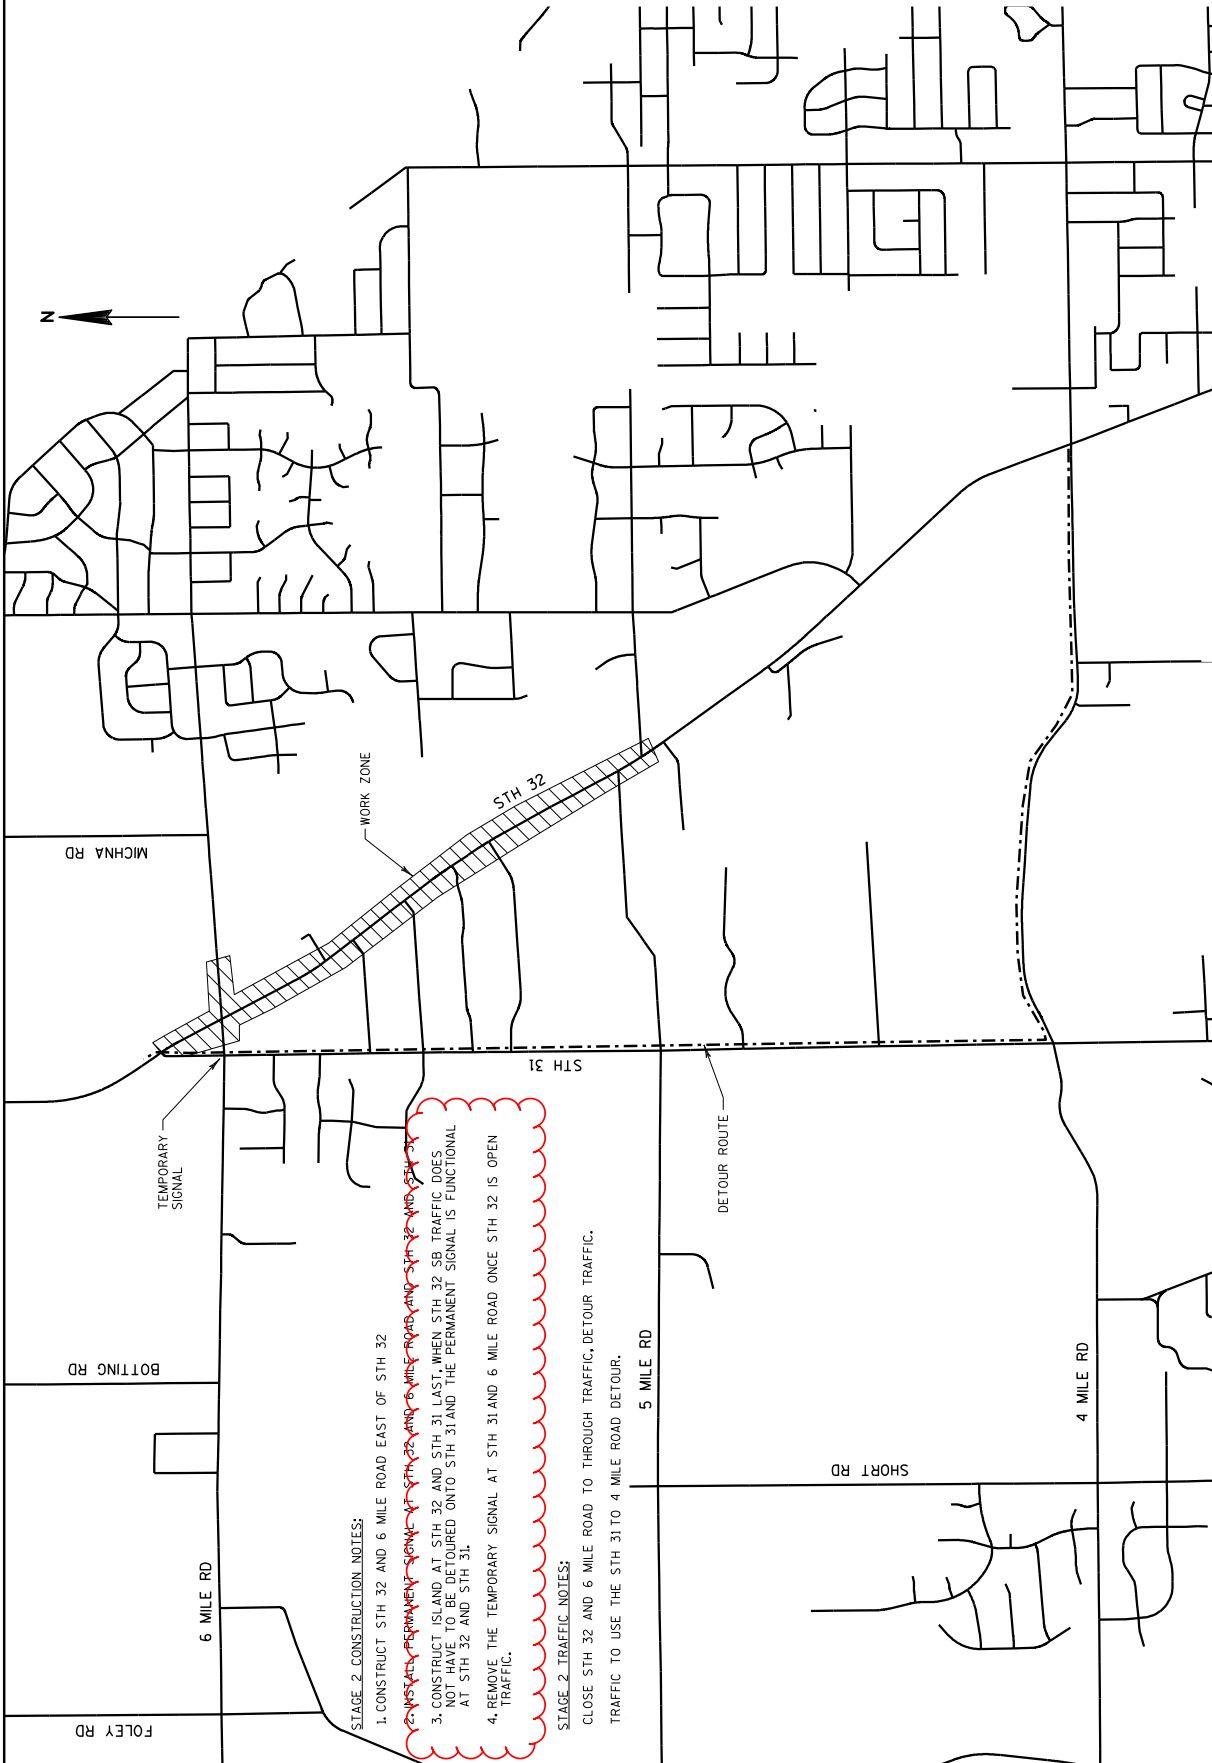 N
MICHNA RD
WORK ZONE
STH 32
STH 31
TEMPORARY
SIGNAL
DETOUR ROUTE
BOTTING RD
6 MILE RD
FOLEY RD
5 MILE RD
4 MILE RD
SHORT RD
STAGE 2 CONSTRUCTION NOTES:
1. CONSTRUCT STH 32 AND 6 MILE ROAD EAST OF STH 32
2. INSTALL PERMANENT SIGNAL AT STH 32 AND 6 MILE ROAD AND STH 32 AND STH 31.
3. CONSTRUCT ISLAND AT STH 32 AND STH 31 LAST, WHEN STH 32 SB TRAFFIC DOES
NOT HAVE TO BE DETOURED ONTO STH 31 AND THE PERMANENT SIGNAL IS FUNCTIONAL
AT STH 32 AND STH 31.
4. REMOVE THE TEMPORARY SIGNAL AT STH 31 AND 6 MILE ROAD ONCE STH 32 IS OPEN
TRAFFIC.
STAGE 2 TRAFFIC NOTES:
CLOSE STH 32 AND 6 MILE ROAD TO THROUGH TRAFFIC, DETOUR TRAFFIC.
TRAFFIC TO USE THE STH 31 TO 4 MILE ROAD DETOUR.